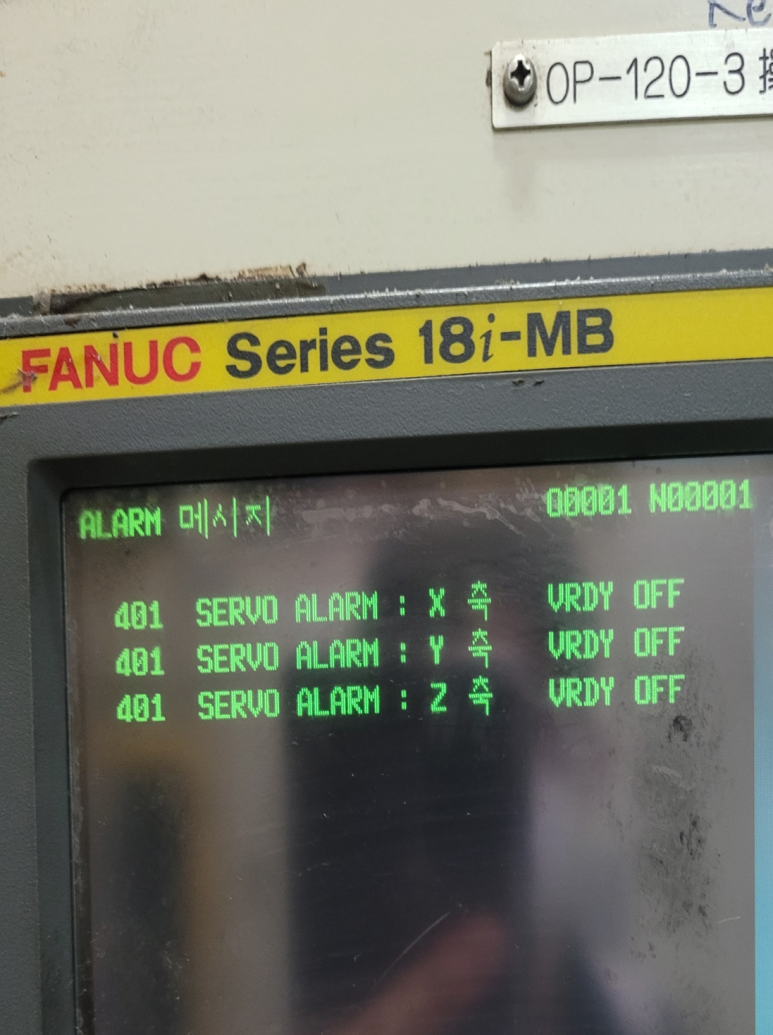 OP-120-3
FANUC Series 18i-MB
ALARM 메시지 O0001 N00001
401 SERVO ALARM : X 축 VRDY OFF
401 SERVO ALARM : Y 축 VRDY OFF
401 SERVO ALARM : Z 축 VRDY OFF